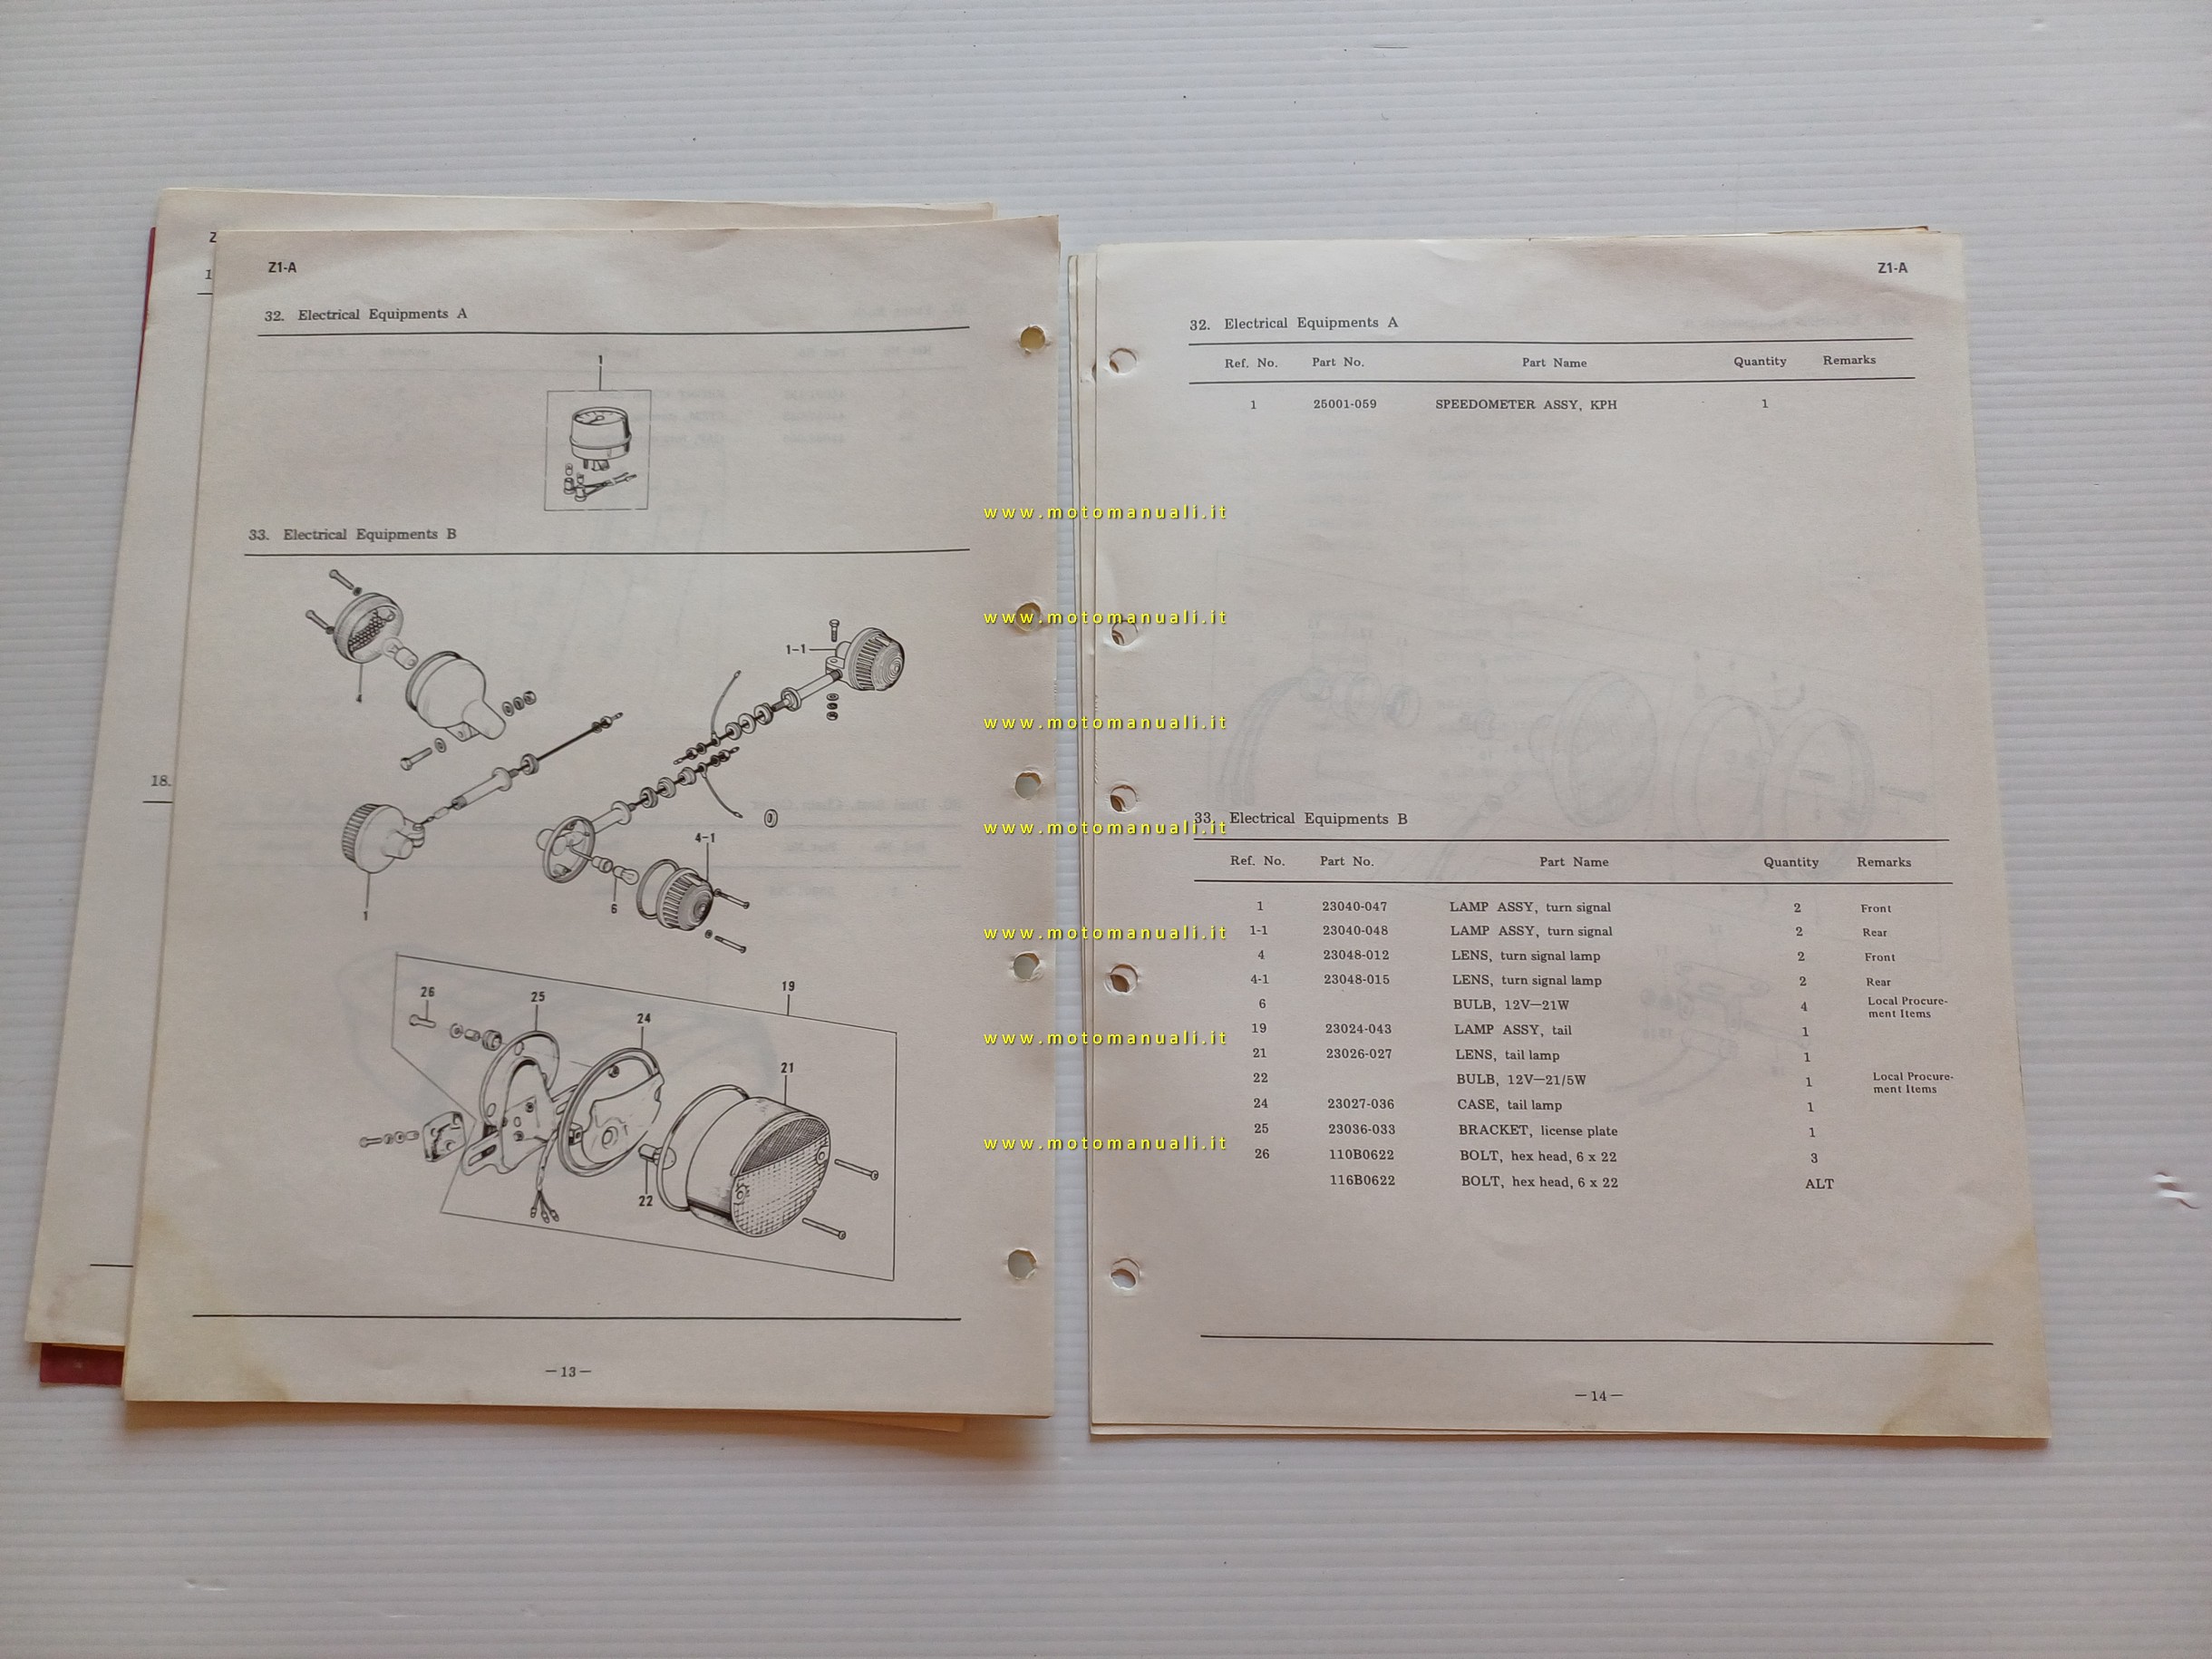 Z
1
18.
Z1-A
32. Electrical Equipments A
1
33. Electrical Equipments B
4
1-1
1
6
4-1
26
25
24
19
21
22
—13—
Z1-A
32. Electrical Equipments A
Ref. No. Part No. Part Name Quantity Remarks
1 25001-059 SPEEDOMETER ASSY, KPH 1
33. Electrical Equipments B
Ref. No. Part No. Part Name Quantity Remarks
1 23040-047 LAMP ASSY, turn signal 2 Front
1-1 23040-048 LAMP ASSY, turn signal 2 Rear
4 23048-012 LENS, turn signal lamp 2 Front
4-1 23048-015 LENS, turn signal lamp 2 Rear
6 BULB, 12V—21W 4 Local Procure-
ment Items
19 23024-043 LAMP ASSY, tail 1
21 23026-027 LENS, tail lamp 1
22 BULB, 12V—21/5W 1 Local Procure-
ment Items
24 23027-036 CASE, tail lamp 1
25 23036-033 BRACKET, license plate 1
26 110B0622 BOLT, hex head, 6 x 22 3
116B0622 BOLT, hex head, 6 x 22 ALT
—14—
www.motomanuali.it
www.motomanuali.it
www.motomanuali.it
www.motomanuali.it
www.motomanuali.it
www.motomanuali.it
www.motomanuali.it